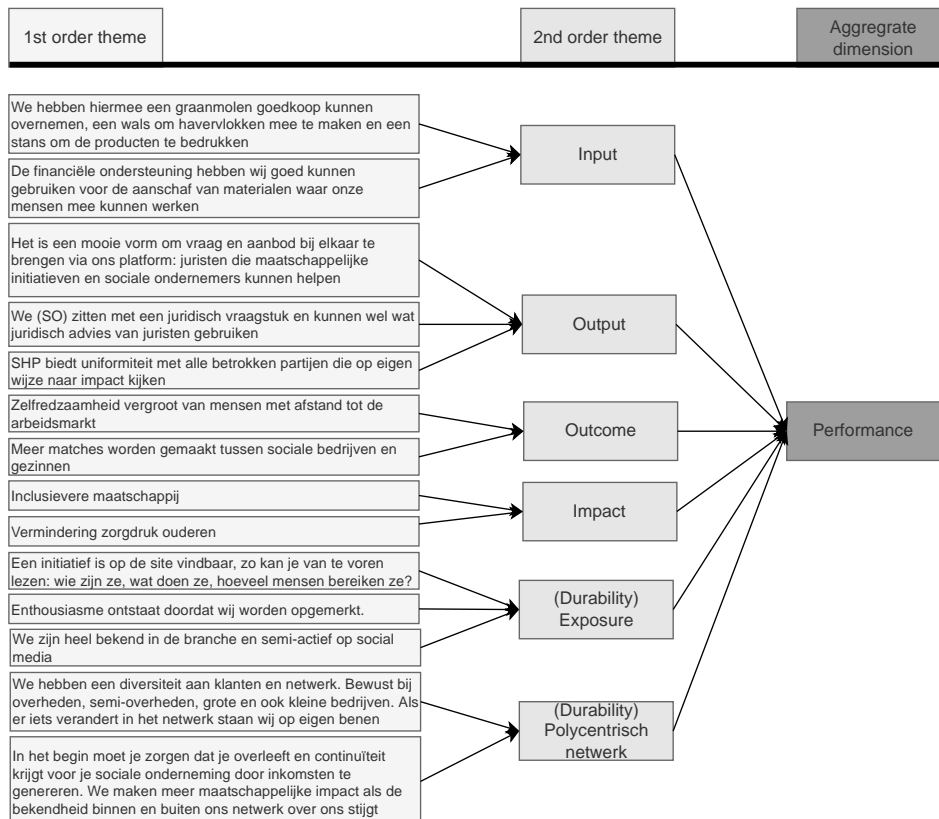 1st order theme
2nd order theme
Aggregrate
dimension
We hebben hiermee een graanmolen goedkoop kunnen
overnemen, een wals om havervlokken mee te maken en een
stans om de producten te bedrukken
De financiële ondersteuning hebben wij goed kunnen
gebruiken voor de aanschaf van materialen waar onze
mensen mee kunnen werken
Input
Het is een mooie vorm om vraag en aanbod bij elkaar te
brengen via ons platform: juristen die maatschappelijke
initiatieven en sociale ondernemers kunnen helpen
We (SO) zitten met een juridisch vraagstuk en kunnen wel wat
juridisch advies van juristen gebruiken
SHP biedt uniformiteit met alle betrokken partijen die op eigen
wijze naar impact kijken
Output
Zelfredzaamheid vergroot van mensen met afstand tot de
arbeidsmarkt
Meer matches worden gemaakt tussen sociale bedrijven en
gezinnen
Outcome
Performance
Inclusievere maatschappij
Vermindering zorgdruk ouderen
Impact
Een initiatief is op de site vindbaar, zo kan je van te voren
lezen: wie zijn ze, wat doen ze, hoeveel mensen bereiken ze?
Enthousiasme ontstaat doordat wij worden opgemerkt.
We zijn heel bekend in de branche en semi-actief op social
media
(Durability)
Exposure
We hebben een diversiteit aan klanten en netwerk. Bewust bij
overheden, semi-overheden, grote en ook kleine bedrijven. Als
er iets verandert in het netwerk staan wij op eigen benen
In het begin moet je zorgen dat je overleeft en continuïteit
krijgt voor je sociale onderneming door inkomsten te
genereren. We maken meer maatschappelijke impact als de
bekendheid binnen en buiten ons netwerk over ons stijgt
(Durability)
Polycentrisch
netwerk